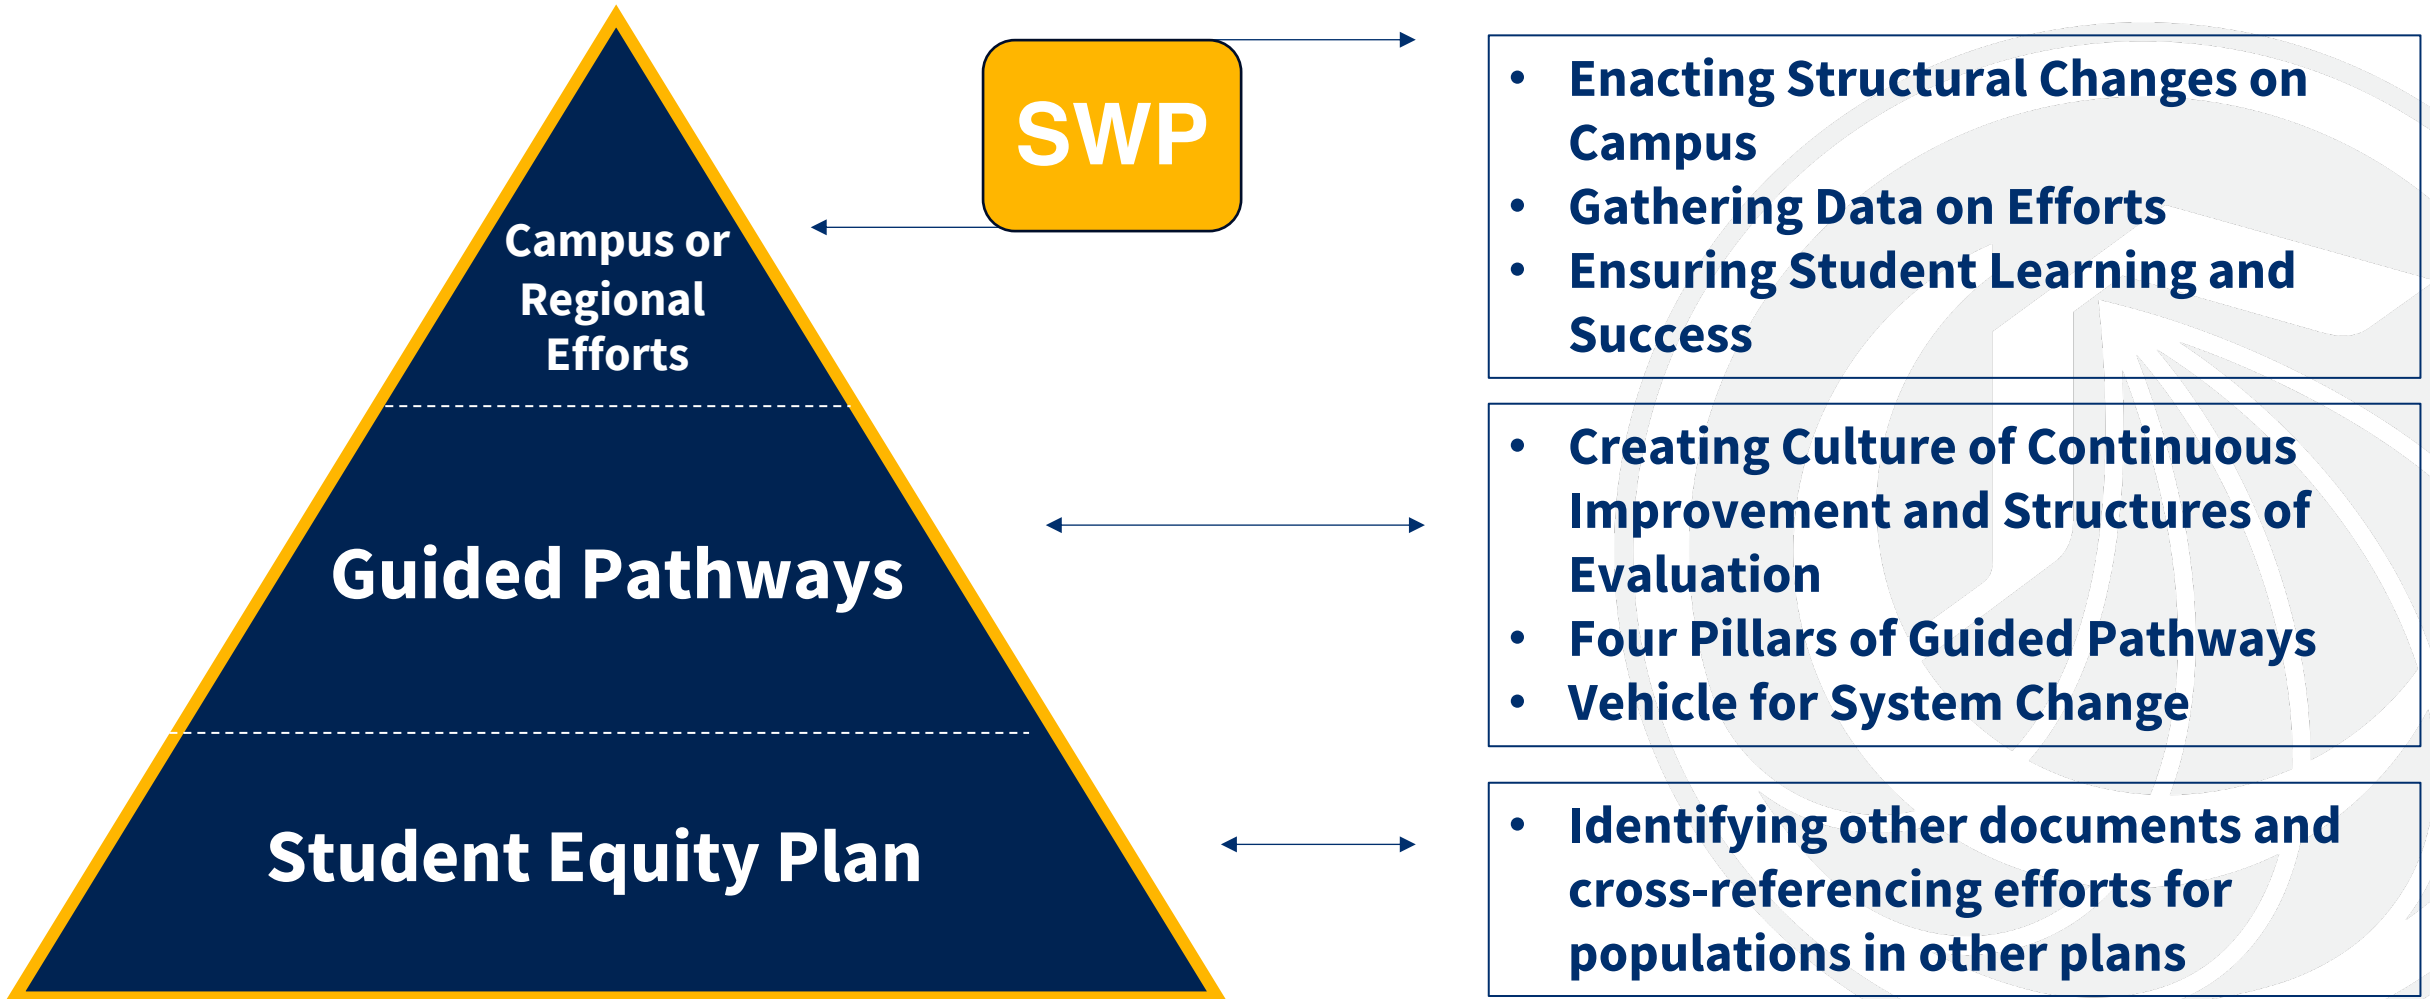 Campus or
Regional
Efforts
Guided Pathways
Student Equity Plan
SWP
• Enacting Structural Changes on
Campus
• Gathering Data on Efforts
• Ensuring Student Learning and
Success
• Creating Culture of Continuous
Improvement and Structures of
Evaluation
• Four Pillars of Guided Pathways
• Vehicle for System Change
• Identifying other documents and
cross-referencing efforts for
populations in other plans